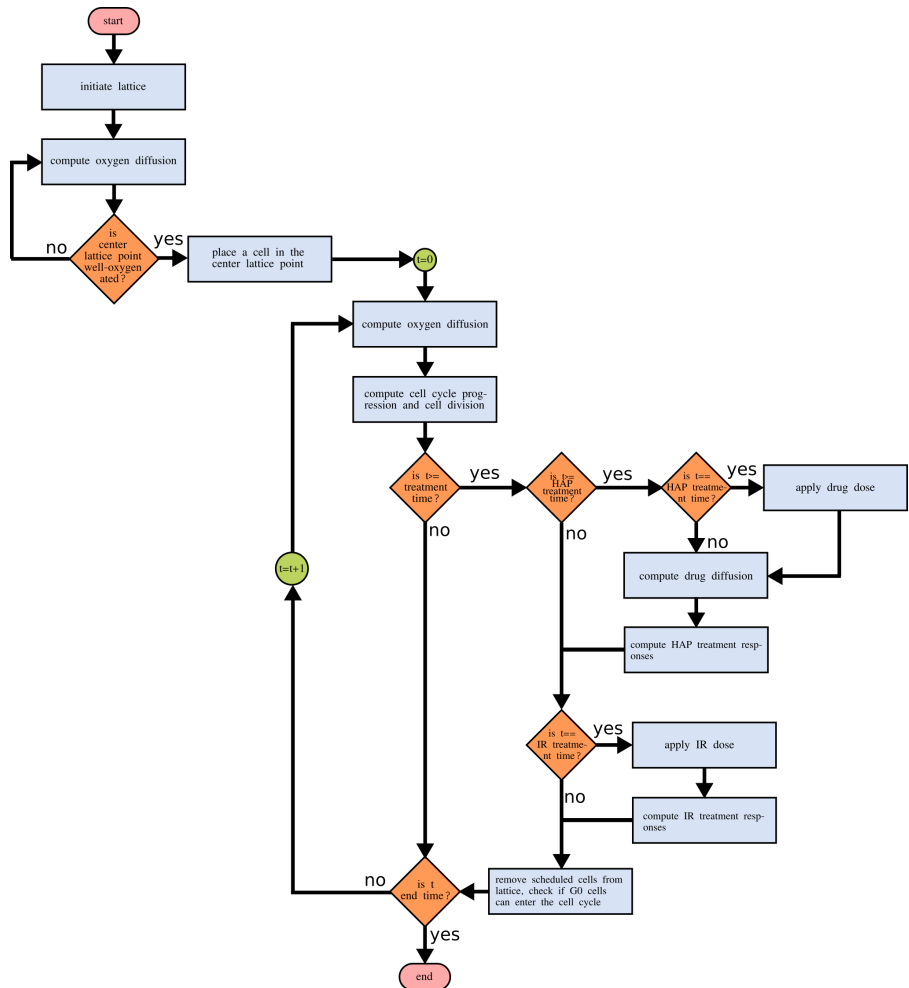 start
initiate lattice
compute oxygen diffusion
is
center
lattice point
well-oxygen
ated?
no
yes
place a cell in the
center lattice point
t=0
compute oxygen diffusion
compute cell cycle prog-
ression and cell division
is t>=
treatment
time?
yes
no
is t>=
HAP
treatment
time?
yes
no
is t==
HAP treatme-
nt time?
yes
no
apply drug dose
compute drug diffusion
compute HAP treatment resp-
onses
t=t+1
is t==
IR treatme-
nt time?
yes
no
apply IR dose
compute IR treatment resp-
onses
remove scheduled cells from
lattice, check if G0 cells
can enter the cell cycle
is t
end time?
no
yes
end